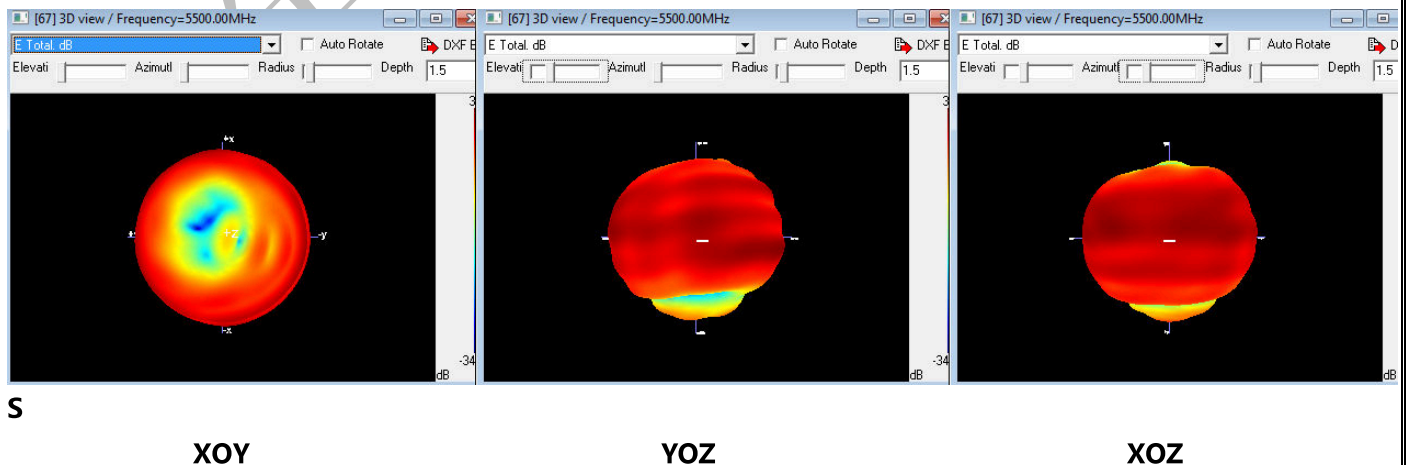 [67] 3D view / Frequency=5500.00MHz
E Total. dB
Auto Rotate
DXF E
Elevati
Azimutl
Radius
Depth
1.5
3
+x
+z
-y
-x
-34
dB
[67] 3D view / Frequency=5500.00MHz
E Total. dB
Auto Rotate
DXF E
Elevati
Azimutl
Radius
Depth
1.5
3
-34
dB
[67] 3D view / Frequency=5500.00MHz
E Total. dB
Auto Rotate
D
Elevati
Azimutl
Radius
Depth
1.5
dB
S
XOY
YOZ
XOZ